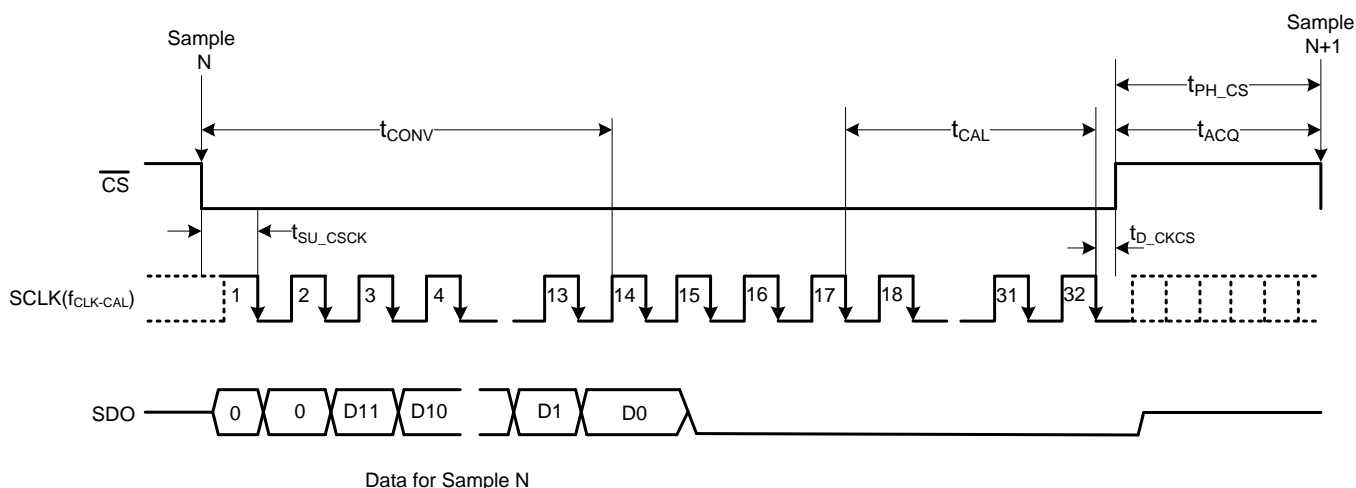 Sample
N
Sample
N+1
tPH_CS
tCONV
tCAL
tACQ
CS
tSU_CSCK
tD_CKCS
SCLK(fCLK-CAL)
1 2 3 4 13 14 15 16 17 18 31 32
SDO
0 0 D11 D10 D1 D0
Data for Sample N